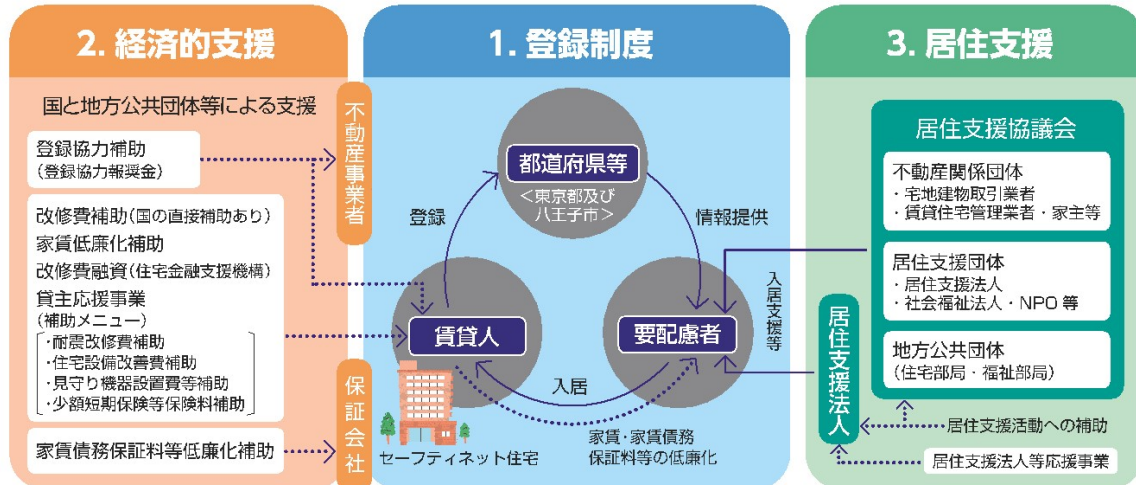 2. 経済的支援
国と地方公共団体等による支援
登録協力補助
(登録協力報奨金)
改修費補助(国の直接補助あり)
家賃低廉化補助
改修費融資(住宅金融支援機構)
貸主応援事業
(補助メニュー)
・耐震改修費補助
・住宅設備改善費補助
・見守り機器設置費等補助
・少額短期保険等保険料補助
家賃債務保証料等低廉化補助
不動産事業者
保証会社
1. 登録制度
都道府県等
<東京都及び
八王子市>
登録
情報提供
賃貸人
要配慮者
入居
セーフティネット住宅
家賃・家賃債務
保証料等の低廉化
入居支援等
3. 居住支援
居住支援協議会
不動産関係団体
・宅地建物取引業者
・賃貸住宅管理業者・家主等
居住支援団体
・居住支援法人
・社会福祉法人・NPO 等
地方公共団体
(住宅部局・福祉部局)
居住支援法人
居住支援活動への補助
居住支援法人等応援事業